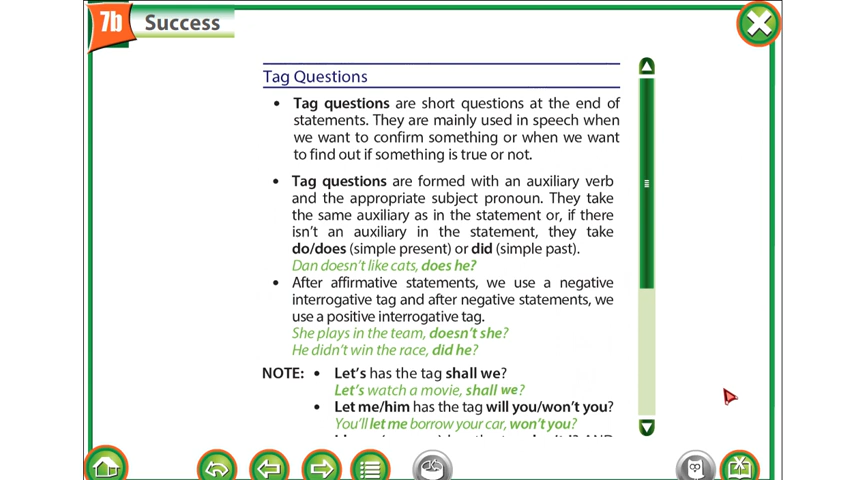 7b Success
Tag Questions
• Tag questions are short questions at the end of
statements. They are mainly used in speech when
we want to confirm something or when we want
to find out if something is true or not.
• Tag questions are formed with an auxiliary verb
and the appropriate subject pronoun. They take
the same auxiliary as in the statement or, if there
isn't an auxiliary in the statement, they take
do/does (simple present) or did (simple past).
Dan doesn't like cats, does he?
• After affirmative statements, we use a negative
interrogative tag and after negative statements, we
use a positive interrogative tag.
She plays in the team, doesn't she?
He didn't win the race, did he?
NOTE: • Let's has the tag shall we?
Let's watch a movie, shall we?
• Let me/him has the tag will you/won't you?
You'll let me borrow your car, won't you?